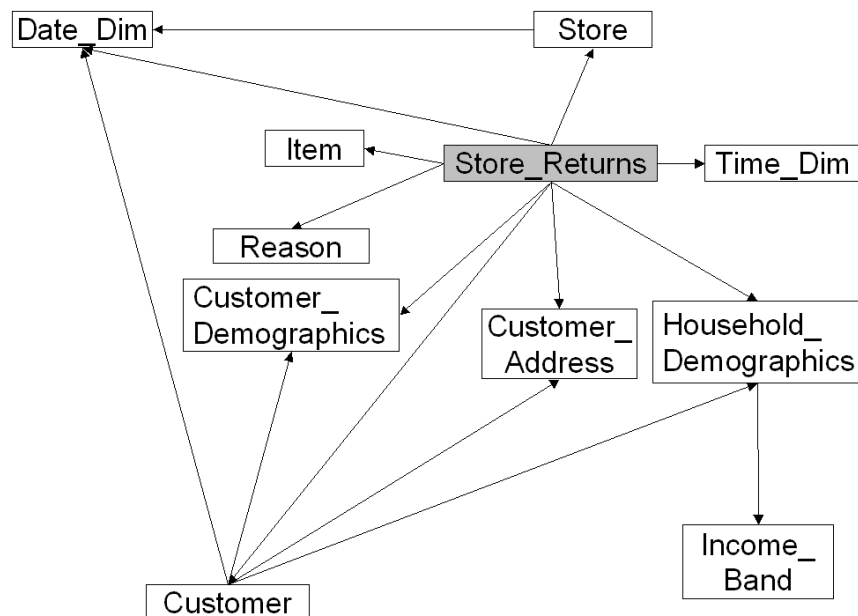 Date_Dim
Store
Item
Store_Returns
Time_Dim
Reason
Customer_
Demographics
Customer_
Address
Household_
Demographics
Income_
Band
Customer